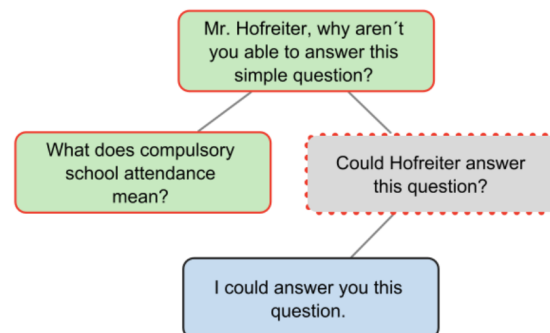 Mr. Hofreiter, why aren´t
you able to answer this
simple question?
What does compulsory
school attendance
mean?
Could Hofreiter answer
this question?
I could answer you this
question.